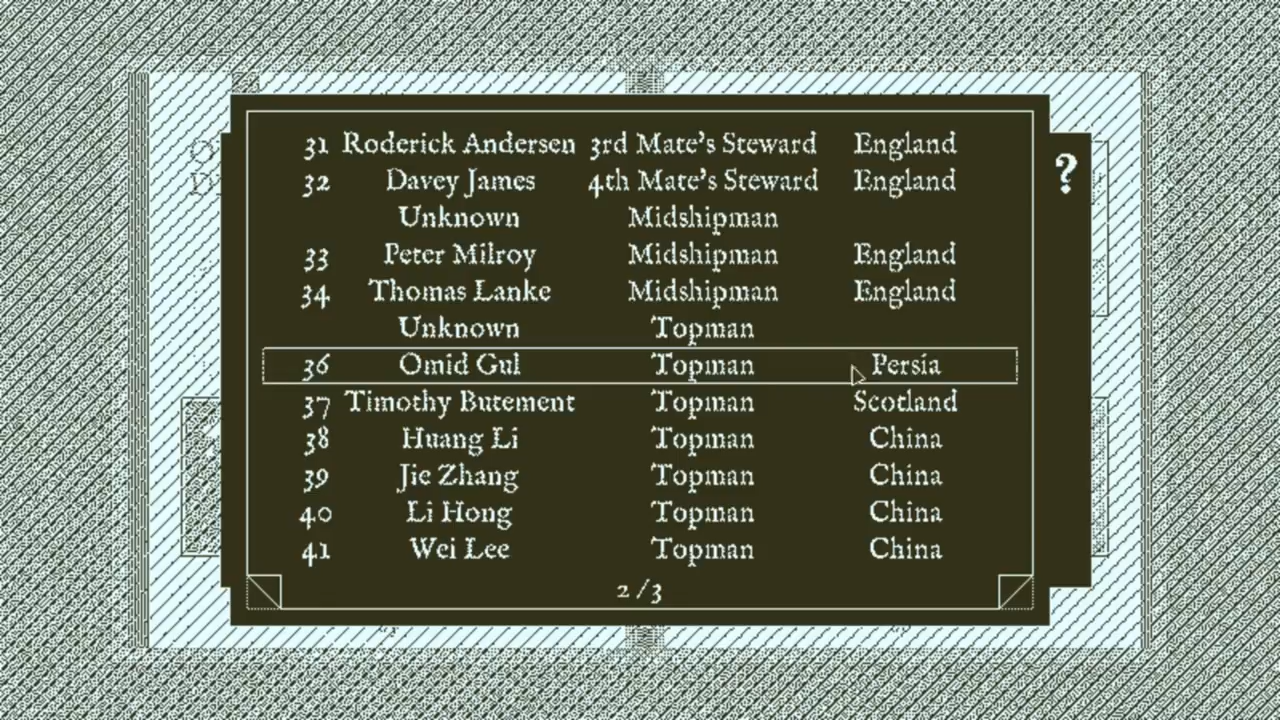 31 Roderick Andersen 3rd Mate's Steward England
32 Davey James 4th Mate's Steward England
Unknown Midshipman
33 Peter Milroy Midshipman England
34 Thomas Lanke Midshipman England
Unknown Topman
36 Omid Gul Topman Persia
37 Timothy Butement Topman Scotland
38 Huang Li Topman China
39 Jie Zhang Topman China
40 Li Hong Topman China
41 Wei Lee Topman China
2/3
?